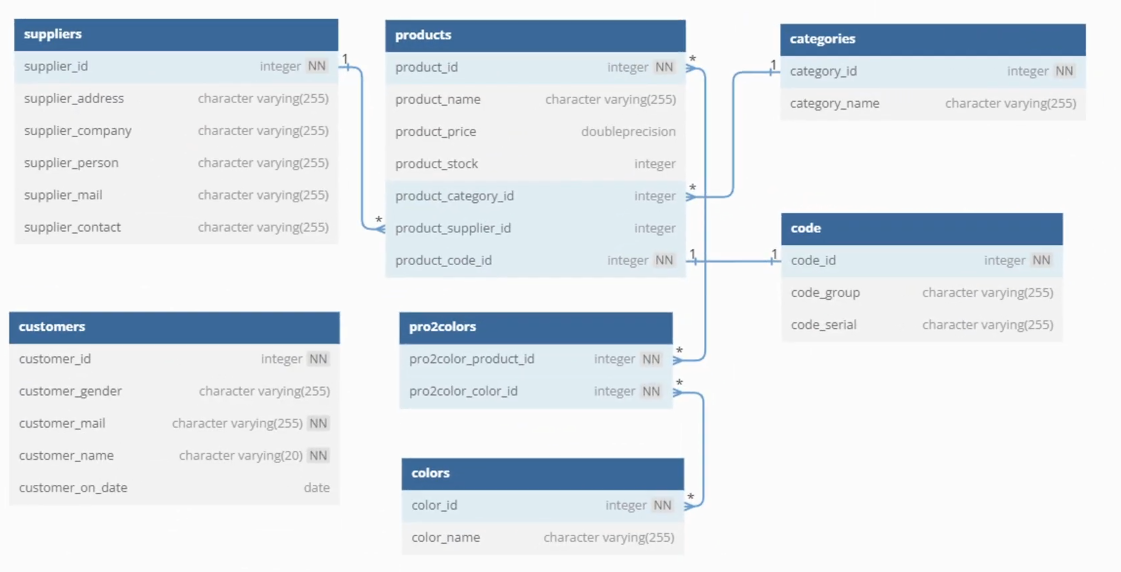 suppliers
supplier_id integer NN
supplier_address character varying(255)
supplier_company character varying(255)
supplier_person character varying(255)
supplier_mail character varying(255)
supplier_contact character varying(255)
1
*
products
product_id integer NN
product_name character varying(255)
product_price doubleprecision
product_stock integer
product_category_id integer
product_supplier_id integer
product_code_id integer NN
*
*
1
categories
category_id integer NN
category_name character varying(255)
1
code
code_id integer NN
code_group character varying(255)
code_serial character varying(255)
1
customers
customer_id integer NN
customer_gender character varying(255)
customer_mail character varying(255) NN
customer_name character varying(20) NN
customer_on_date date
pro2colors
pro2color_product_id integer NN
pro2color_color_id integer NN
*
*
colors
color_id integer NN
color_name character varying(255)
*